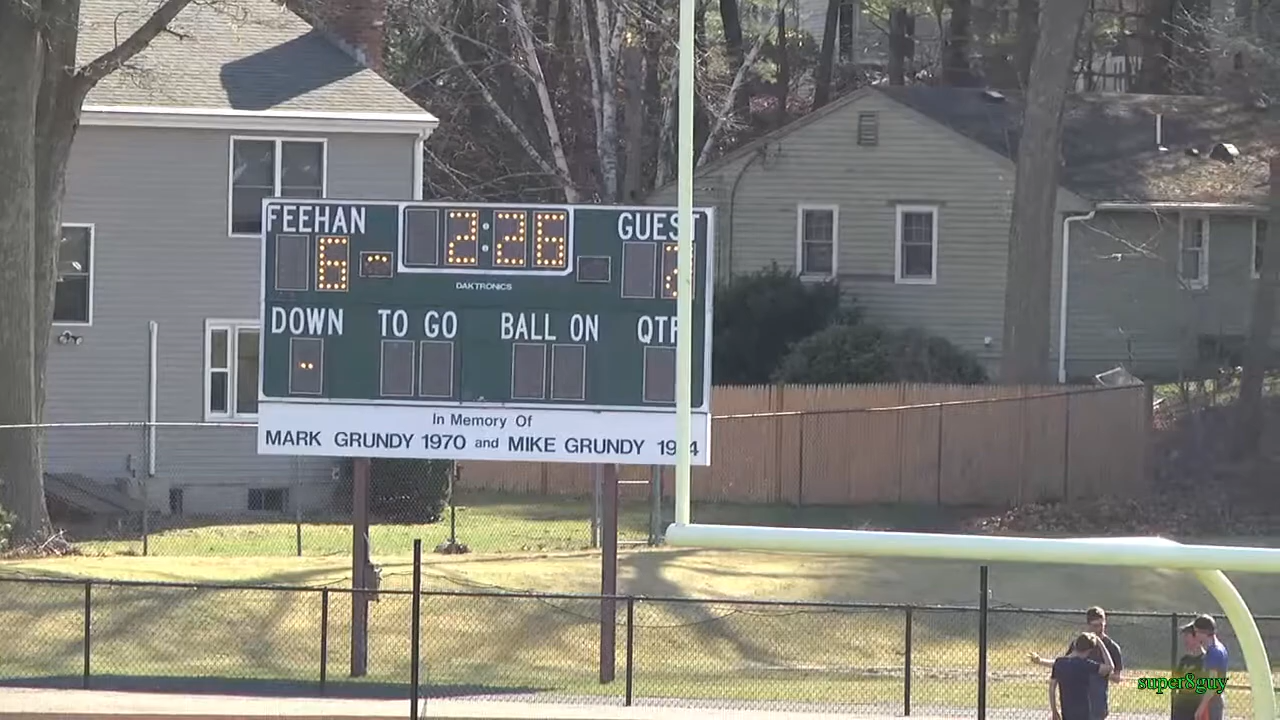 FEEHAN 2:26 GUEST
6
DAKTRONICS
DOWN TO GO BALL ON
In Memory Of
MARK GRUNDY 1970 and MIKE GRUNDY
super8guy